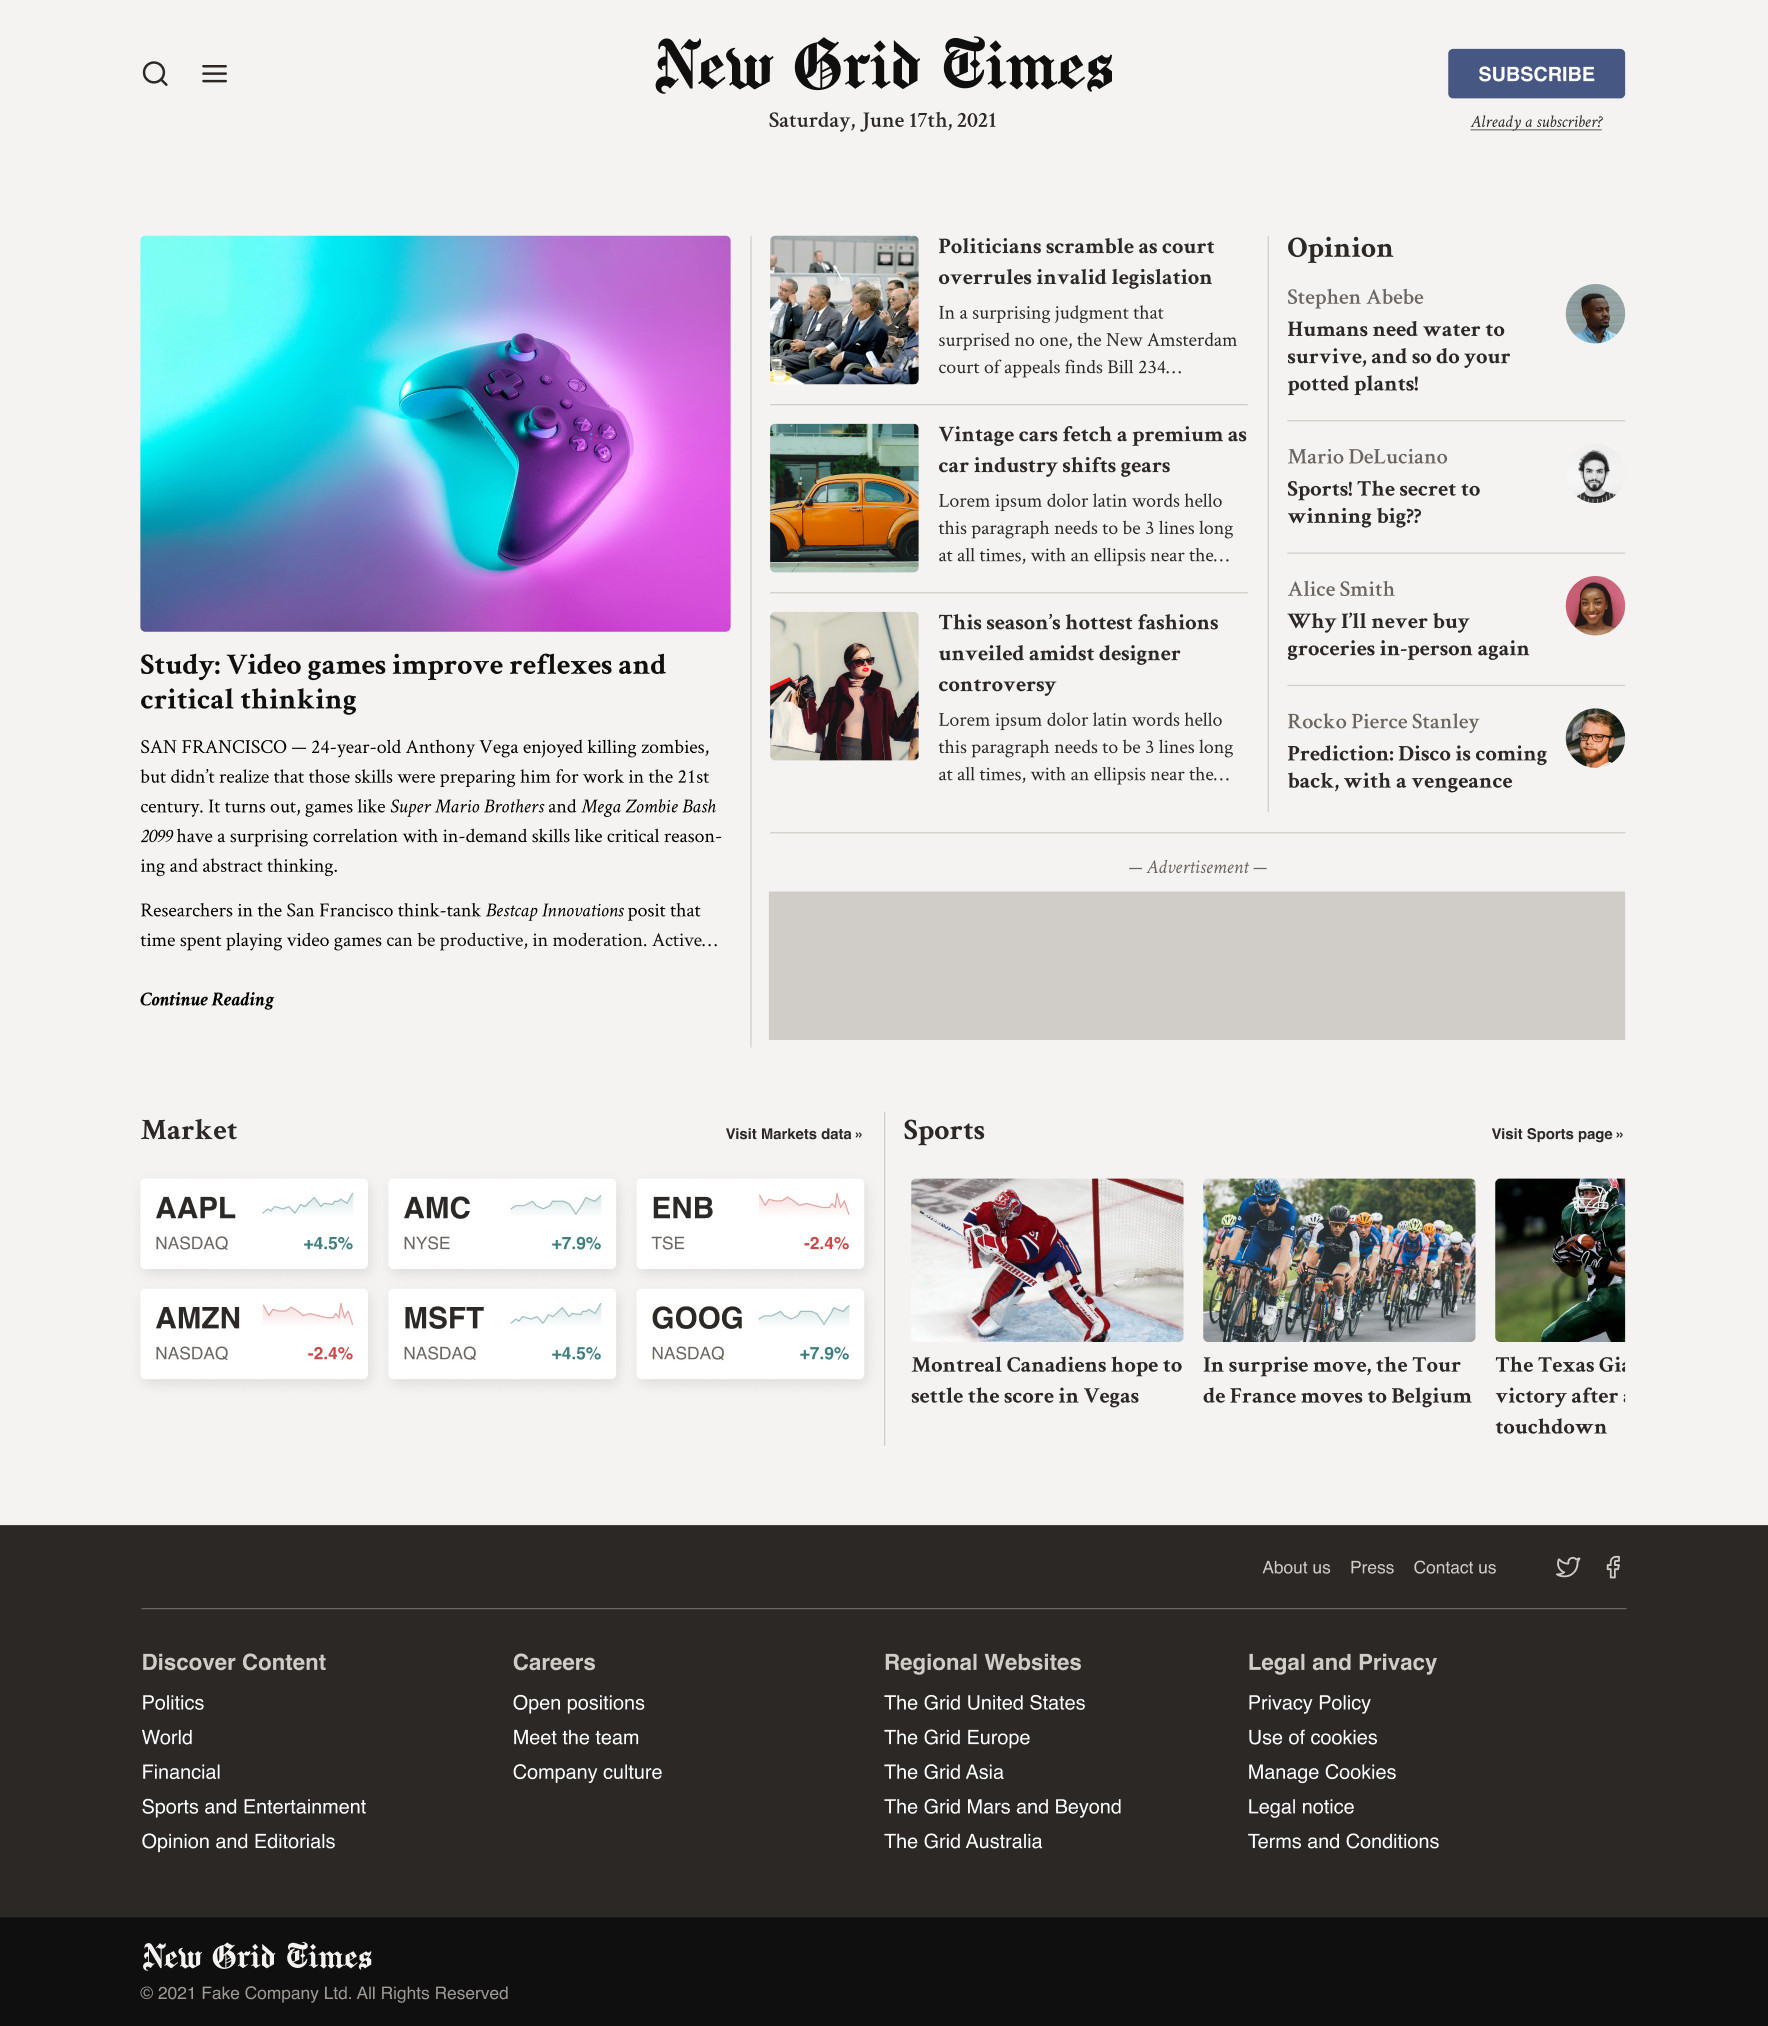 New Grid Times
Saturday, June 17th, 2021
SUBSCRIBE
Already a subscriber?
Study: Video games improve reflexes and
critical thinking
SAN FRANCISCO — 24-year-old Anthony Vega enjoyed killing zombies,
but didn’t realize that those skills were preparing him for work in the 21st
century. It turns out, games like Super Mario Brothers and Mega Zombie Bash
2099 have a surprising correlation with in-demand skills like critical reason-
ing and abstract thinking.
Researchers in the San Francisco think-tank Bestcap Innovations posit that
time spent playing video games can be productive, in moderation. Active…
Continue Reading
Politicians scramble as court
overrules invalid legislation
In a surprising judgment that
surprised no one, the New Amsterdam
court of appeals finds Bill 234…
Vintage cars fetch a premium as
car industry shifts gears
Lorem ipsum dolor latin words hello
this paragraph needs to be 3 lines long
at all times, with an ellipsis near the…
This season’s hottest fashions
unveiled amidst designer
controversy
Lorem ipsum dolor latin words hello
this paragraph needs to be 3 lines long
at all times, with an ellipsis near the…
Opinion
Stephen Abebe
Humans need water to
survive, and so do your
potted plants!
Mario DeLuciano
Sports! The secret to
winning big??
Alice Smith
Why I’ll never buy
groceries in-person again
Rocko Pierce Stanley
Prediction: Disco is coming
back, with a vengeance
— Advertisement —
Market
Visit Markets data »
AAPL
NASDAQ
+4.5%
AMC
NYSE
+7.9%
ENB
TSE
-2.4%
AMZN
NASDAQ
-2.4%
MSFT
NASDAQ
+4.5%
GOOG
NASDAQ
+7.9%
Sports
Visit Sports page »
WARRIOR
Montreal Canadiens hope to
settle the score in Vegas
In surprise move, the Tour
de France moves to Belgium
The Texas
victory after
touchdown
About us
Press
Contact us
Discover Content
Politics
World
Financial
Sports and Entertainment
Opinion and Editorials
Careers
Open positions
Meet the team
Company culture
Regional Websites
The Grid United States
The Grid Europe
The Grid Asia
The Grid Mars and Beyond
The Grid Australia
Legal and Privacy
Privacy Policy
Use of cookies
Manage Cookies
Legal notice
Terms and Conditions
New Grid Times
© 2021 Fake Company Ltd. All Rights Reserved